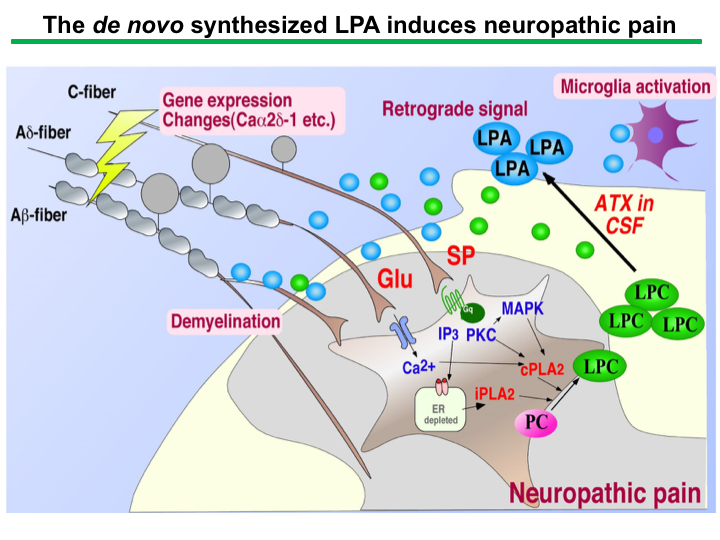 The de novo synthesized LPA induces neuropathic pain
C-fiber
Gene expression
Changes(Caα2δ-1 etc.)
Microglia activation
Retrograde signal
Aδ-fiber
LPA
LPA
LPA
Aβ-fiber
ATX in
CSF
SP
Glu
Demyelination
LPC
LPC
LPC
Gq
MAPK
IP3
PKC
Ca2+
cPLA2
LPC
iPLA2
ER
depleted
PC
Neuropathic pain